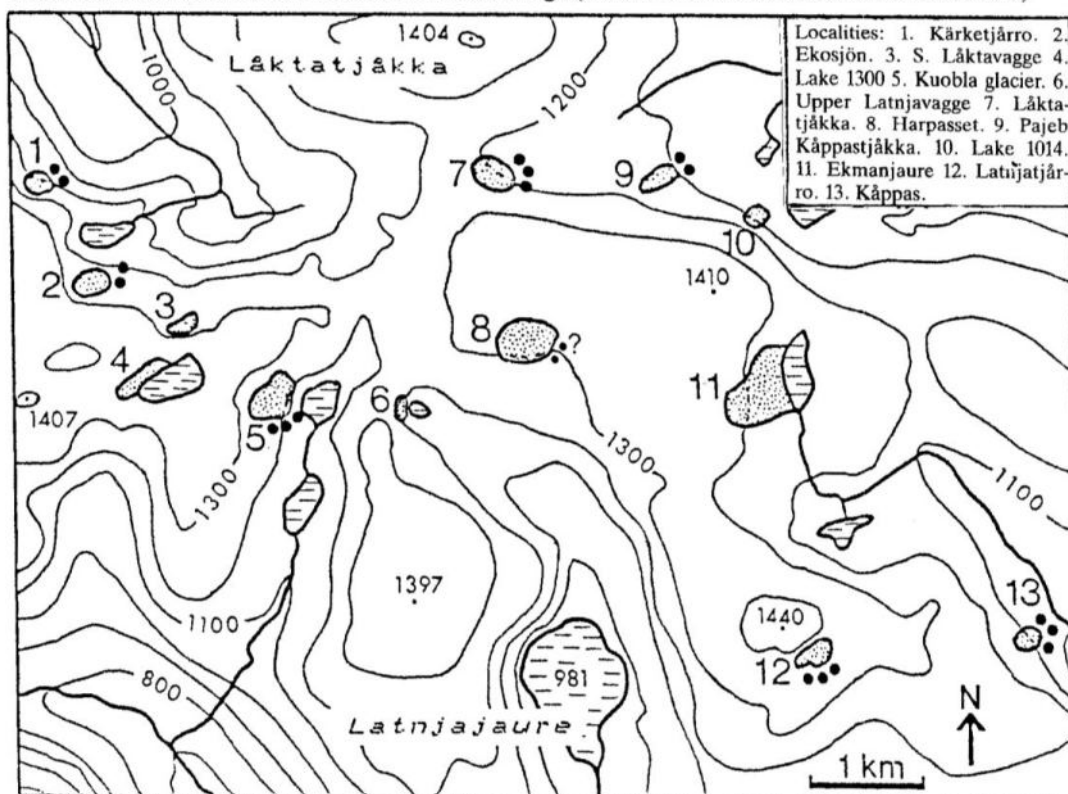 1404
Låktatjåkka
1000
1200
Localities: 1. Kärketjårro. 2.
Ekosjön. 3. S. Låktavagge 4.
Lake 1300 5. Kuobla glacier. 6.
Upper Latnjavagge 7. Låkta-
tjåkka. 8. Harpasset. 9. Pajeb
Kåppastjåkka. 10. Lake 1014.
11. Ekmanjaure 12. Latnjatjår-
ro. 13. Kåppas.
1
7
9
10
2
1410
3
8
?
4
11
6
1407
5
1300
1300
1100
1397
1440
13
1100
12
981
800
N
Latnjajaure
1 km